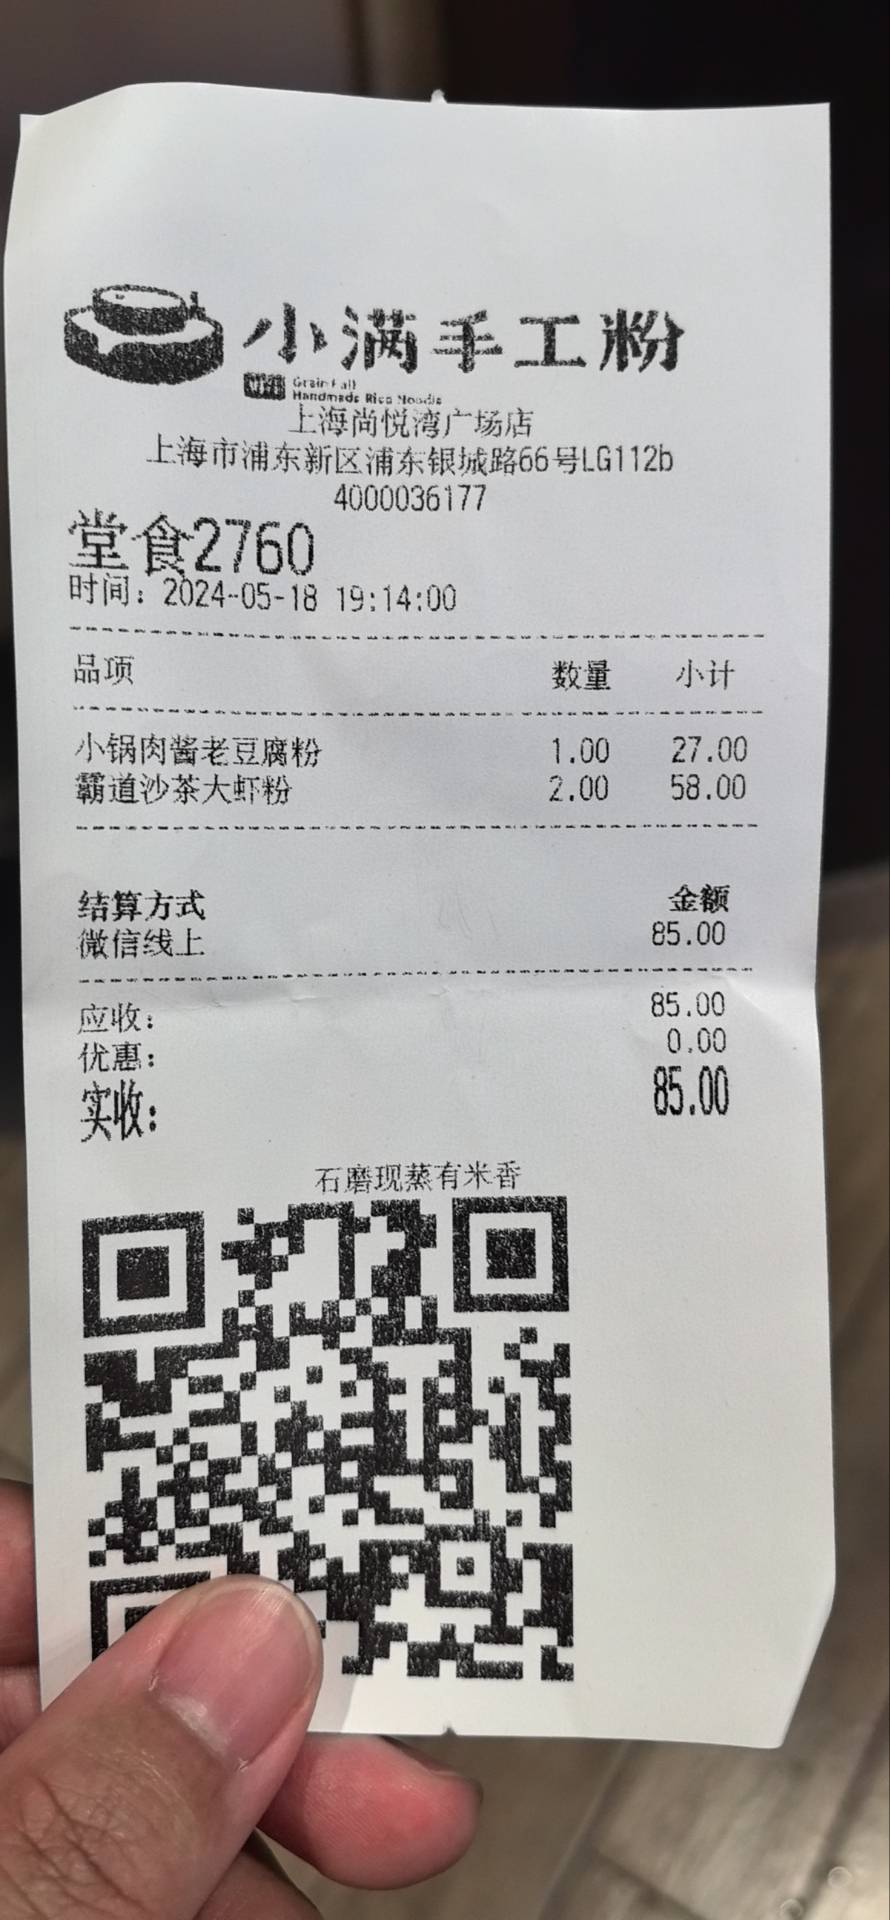 小满手工粉
Grain Full
Handmade Rice Noodle
上海尚悦湾广场店
上海市浦东新区浦东银城路66号LG112b
4000036177
堂食2760
时间：2024-05-18 19:14:00
品项 数量 小计
小锅肉酱老豆腐粉 1.00 27.00
霸道沙茶大虾粉 2.00 58.00
结算方式 金额
微信线上 85.00
应收： 85.00
优惠： 0.00
实收： 85.00
石磨现蒸有米香